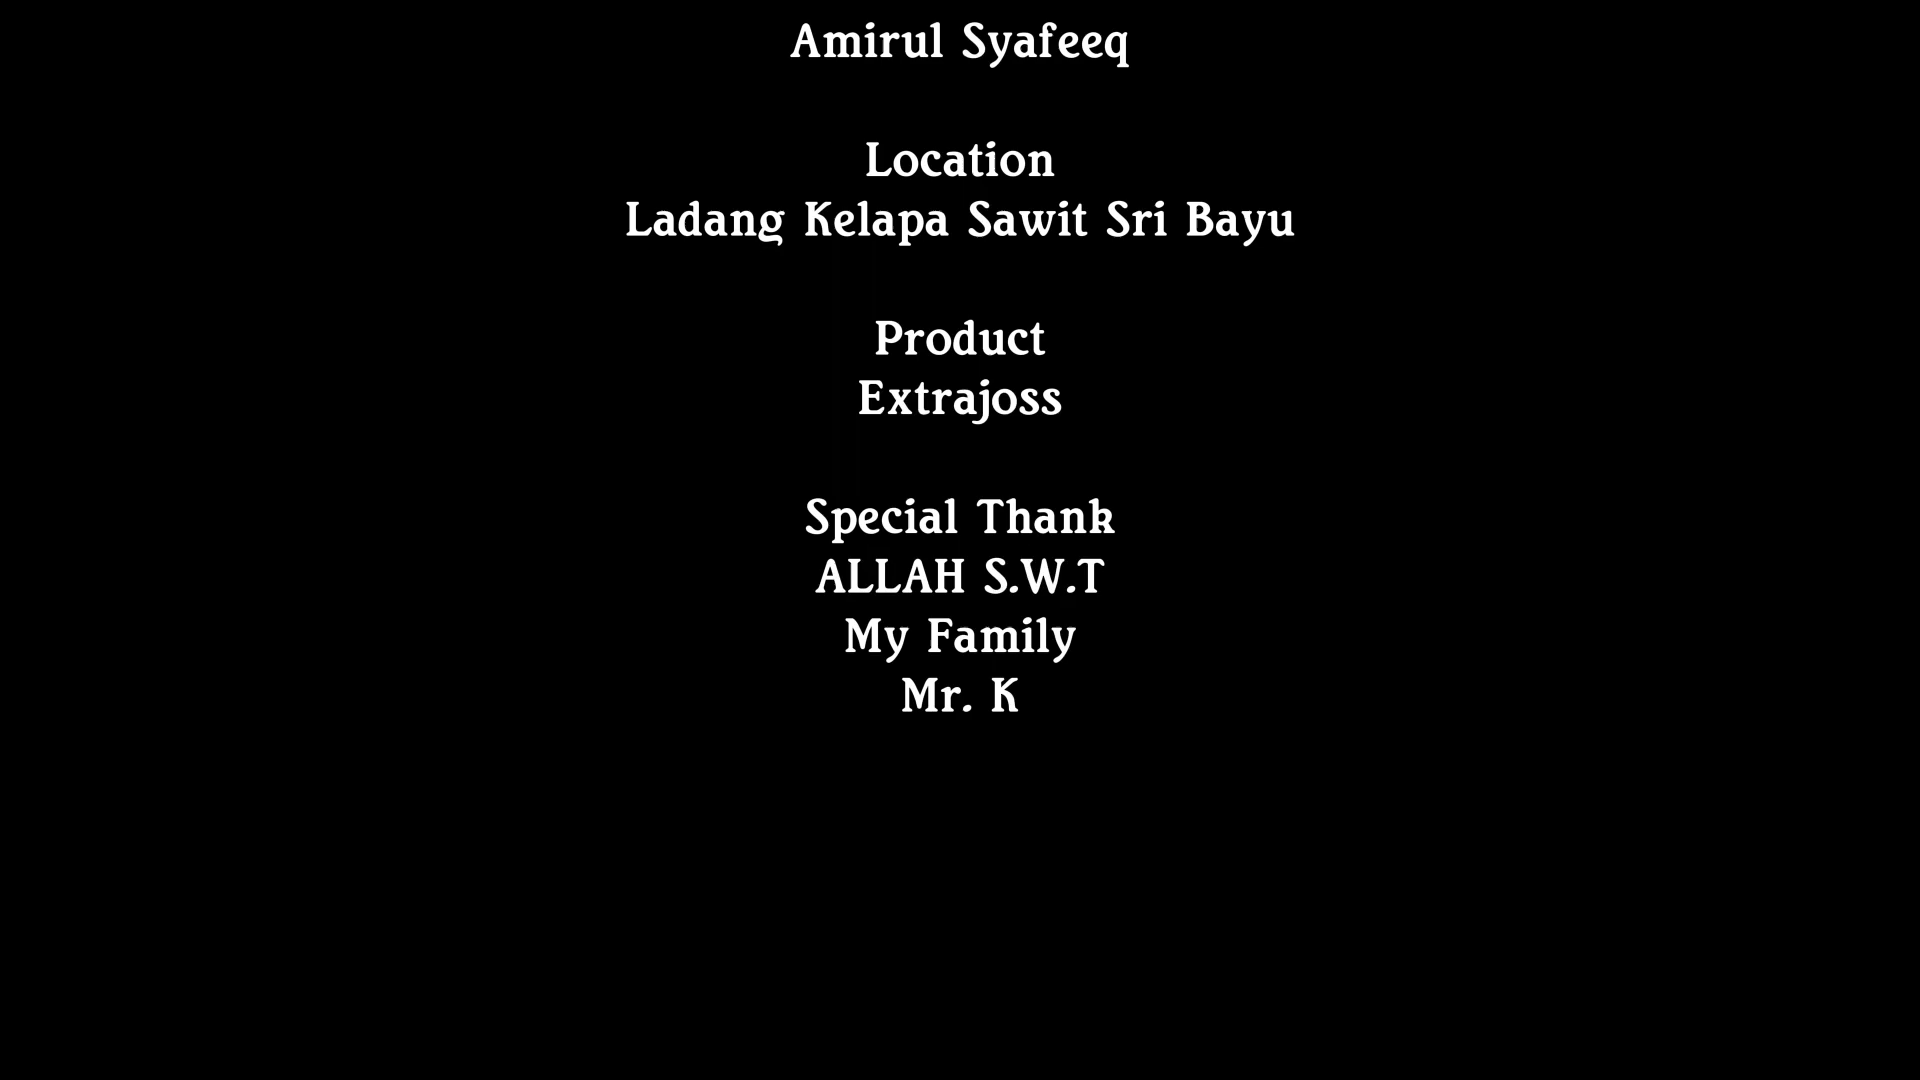 Amirul Syafeeq
Location
Ladang Kelapa Sawit Sri Bayu
Product
Extrajoss
Special Thank
ALLAH S.W.T
My Family
Mr. K